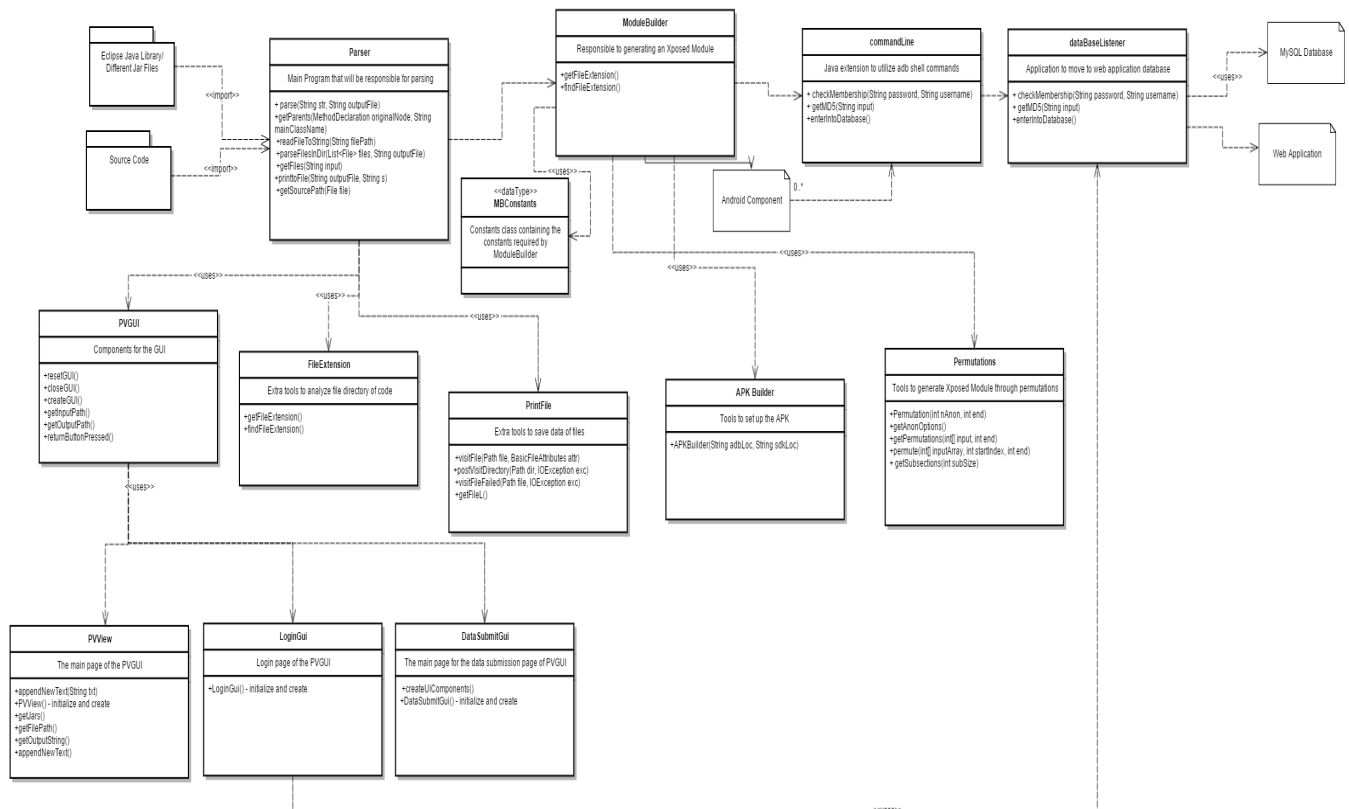 Eclipse Java Library/
Different Jar Files
<<import>>
Source Code
<<import>>
Parser
Main Program that will be responsible for parsing
+ parse(String str, String outputFile)
+getParents(MethodDeclaration originalNode, String
mainClassName)
+readFileToString(String filePath)
+parseFilesInDir(List<File> files, String outputFile)
+getFiles(String input)
+printtoFile(String outputFile, String s)
+getSourcePath(File file)
ModuleBuilder
Responsible to generating an Xposed Module
+getFileExtension()
+findFileExtension()
<<uses>>
<<dataType>>
MBConstants
Constants class containing the
constants required by
ModuleBuilder
Android Component
0..*
commandLine
Java extension to utilize adb shell commands
+ checkMembership(String password, String username)
+ getMD5(String input)
+enterIntoDatabase()
dataBaseListener
Application to move to web application database
+ checkMembership(String password, String username)
+ getMD5(String input)
+enterIntoDatabase()
<<uses>>
MySQL Database
Web Application
<<uses>>
<<uses>>
<<uses>>
<<uses>>
<<uses>>
PVGUI
Components for the GUI
+resetGUI()
+closeGUI()
+createGUI()
+getInputPath()
+getOutputPath()
+returnButtonPressed()
FileExtension
Extra tools to analyze file directory of code
+getFileExtension()
+findFileExtension()
PrintFile
Extra tools to save data of files
+visitFile(Path file, BasicFileAttributes attr)
+postVisitDirectory(Path dir, IOException exc)
+visitFileFailed(Path file, IOException exc)
+getFileL()
APK Builder
Tools to set up the APK
+APKBuilder(String adbLoc, String sdkLoc)
Permutations
Tools to generate Xposed Module through permutations
+Permutation(int nAnon, int end)
+getAnonOptions()
+getPermutations(int[] input, int end)
+permute(int[] inputArray, int startIndex, int end)
+ getSubsections(int subSize)
<<uses>>
PVView
The main page of the PVGUI
+appendNewText(String txt)
+PVView() - initialize and create
+getJars()
+getFilePath()
+getOutputString()
+appendNewText()
LoginGui
Login page of the PVGUI
+LoginGui() - initialize and create
DataSubmitGui
The main page for the data submission page of PVGUI
+createUIComponents()
+DataSubmitGui() - initialize and create